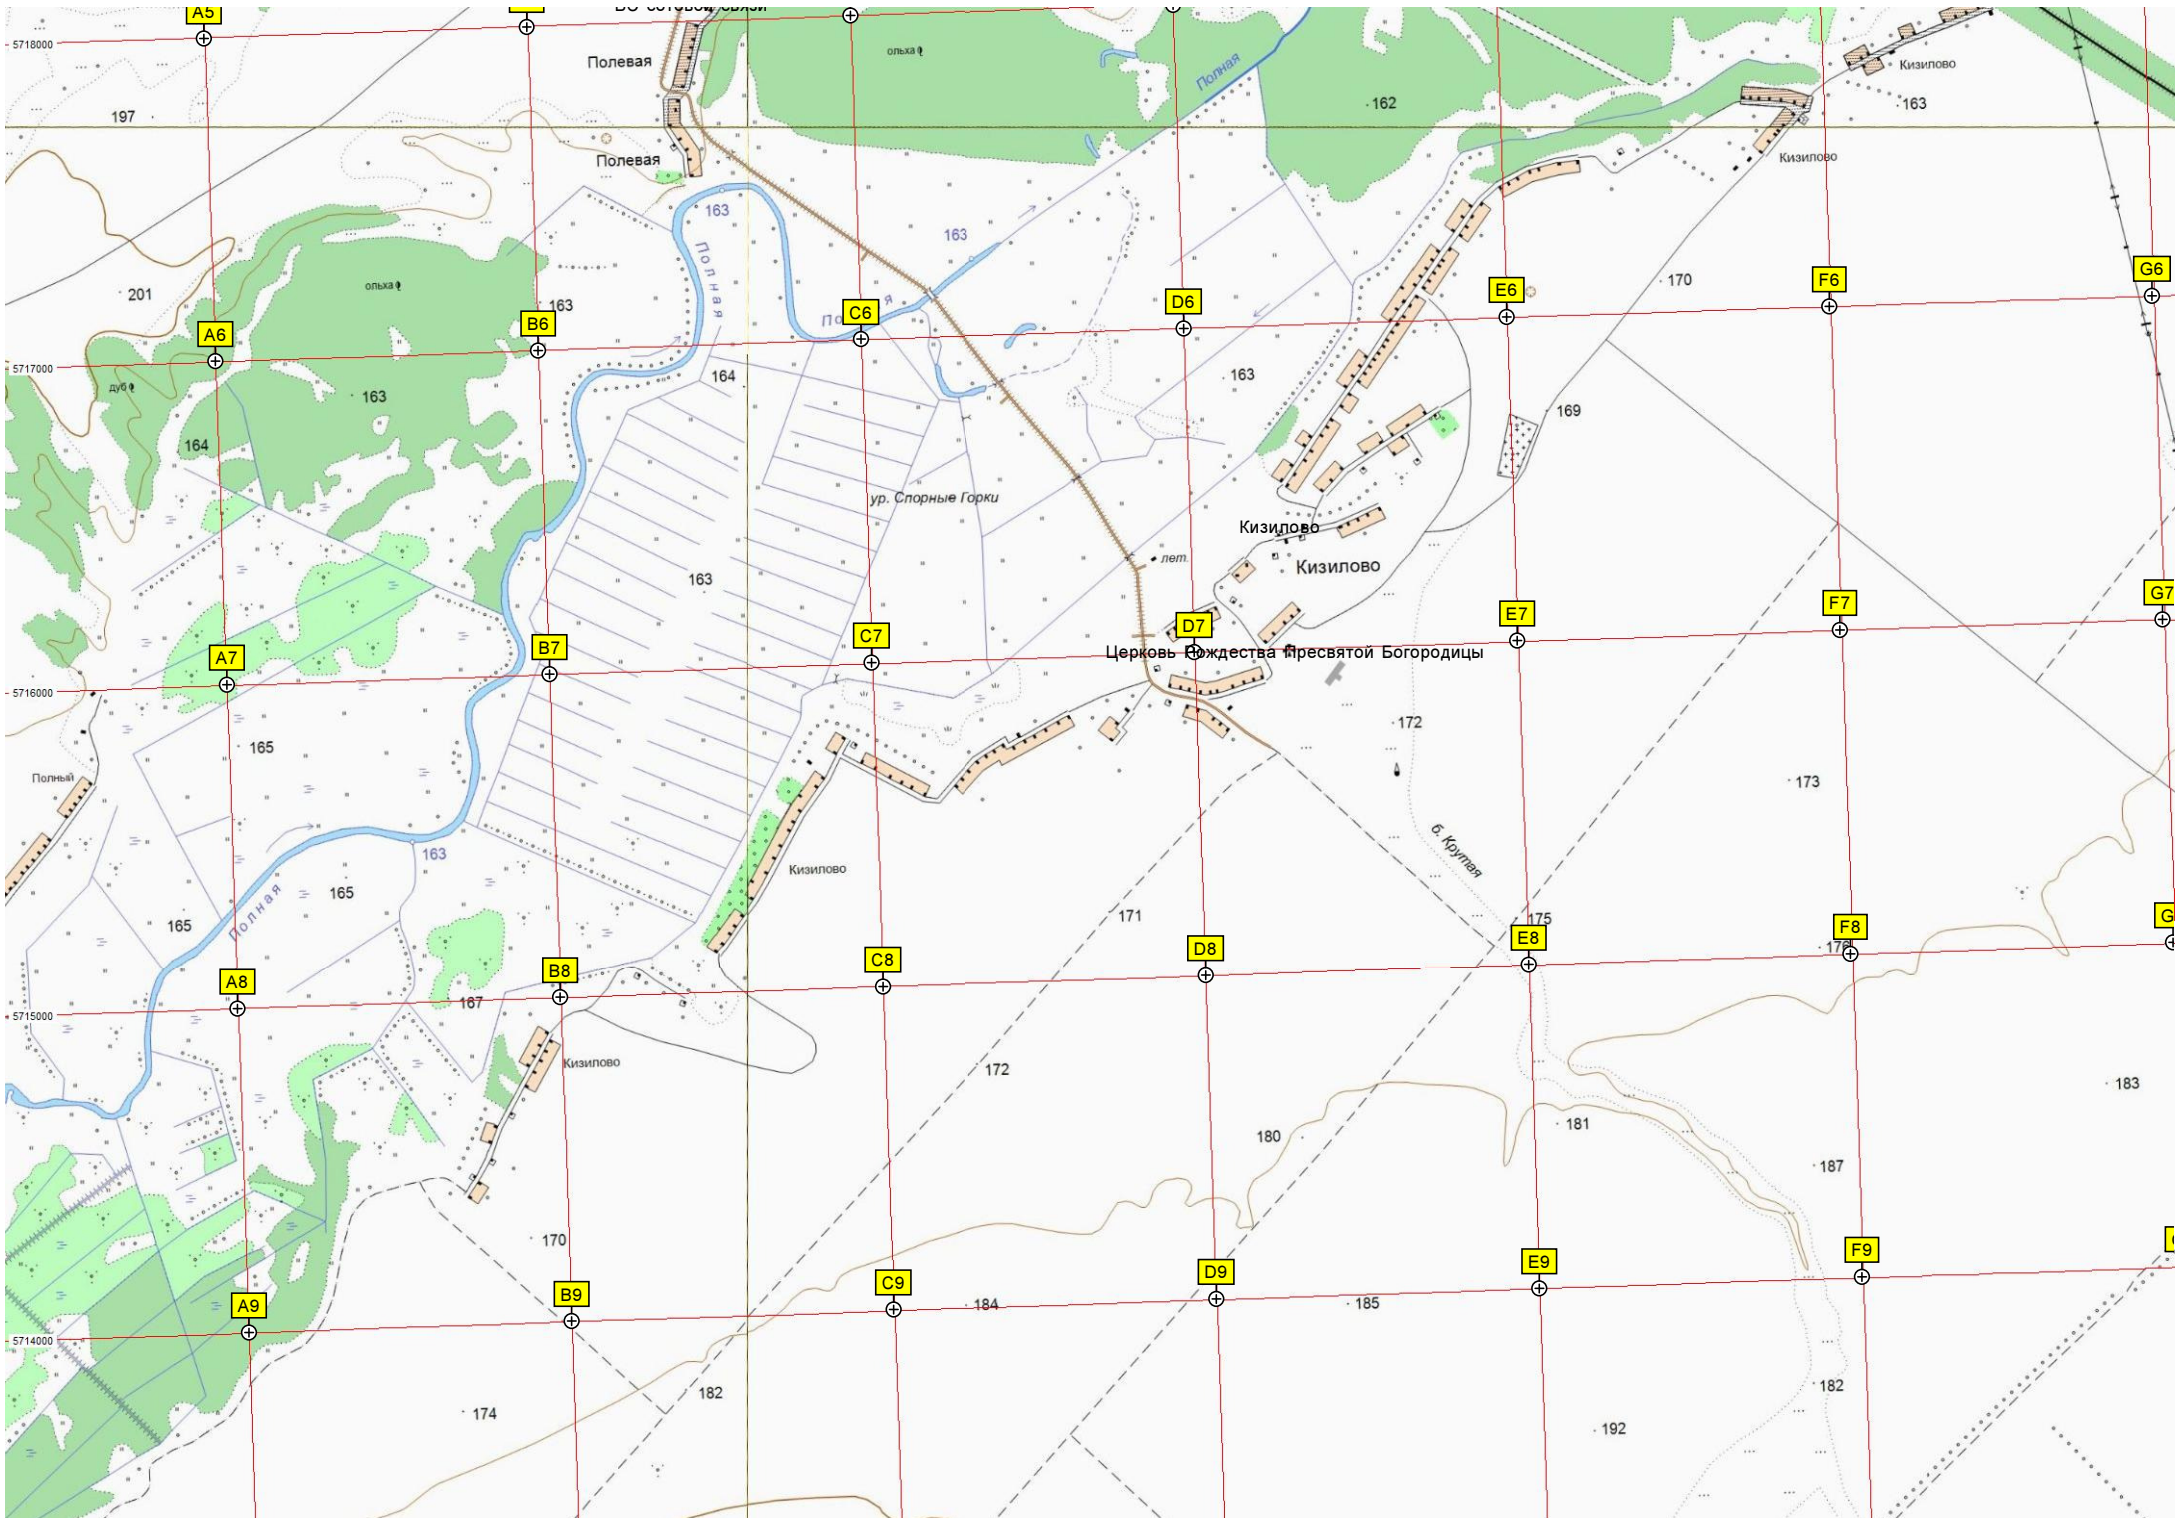 A5
БС сотовой связи
5718000
Полевая
ольха
Полная
Кизилово
197
162
163
Полевая
Кизилово
163
Полная
163
201
ольха
163
170
E6
F6
G6
A6
B6
C6
D6
5717000
дуб
163
164
163
169
164
ур. Спорные Горки
Кизилово
лет.
Кизилово
163
A7
B7
C7
D7
E7
F7
G7
Церковь Рождества Пресвятой Богородицы
5716000
165
172
Полный
173
163
б. Крутая
Кизилово
165
165
Полная
171
175
176
A8
B8
C8
D8
E8
F8
G
167
5715000
Кизилово
172
183
180
181
187
170
A9
B9
C9
D9
E9
F9
184
185
5714000
182
182
174
192